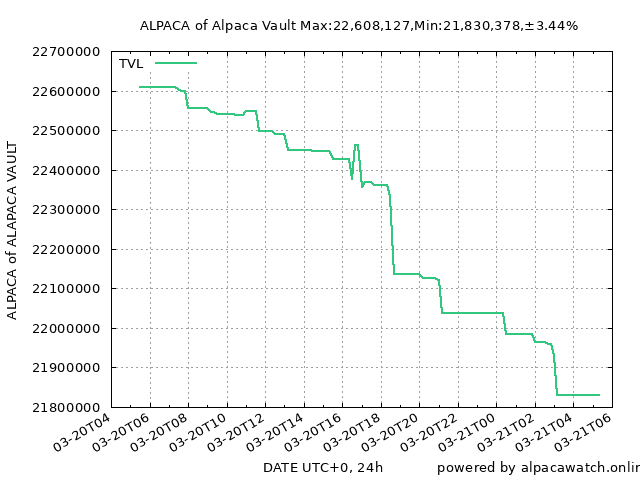 ALPACA of Alpaca Vault Max:22,608,127,Min:21,830,378,±3.44%
TVL
22700000
22600000
22500000
22400000
22300000
22200000
22100000
22000000
21900000
21800000
ALPACA of ALAPACA VAULT
03-20T04
03-20T06
03-20T08
03-20T10
03-20T12
03-20T14
03-20T16
03-20T18
03-20T20
03-20T22
03-21T00
03-21T02
03-21T04
03-21T06
DATE UTC+0, 24h
powered by alpacawatch.onlin